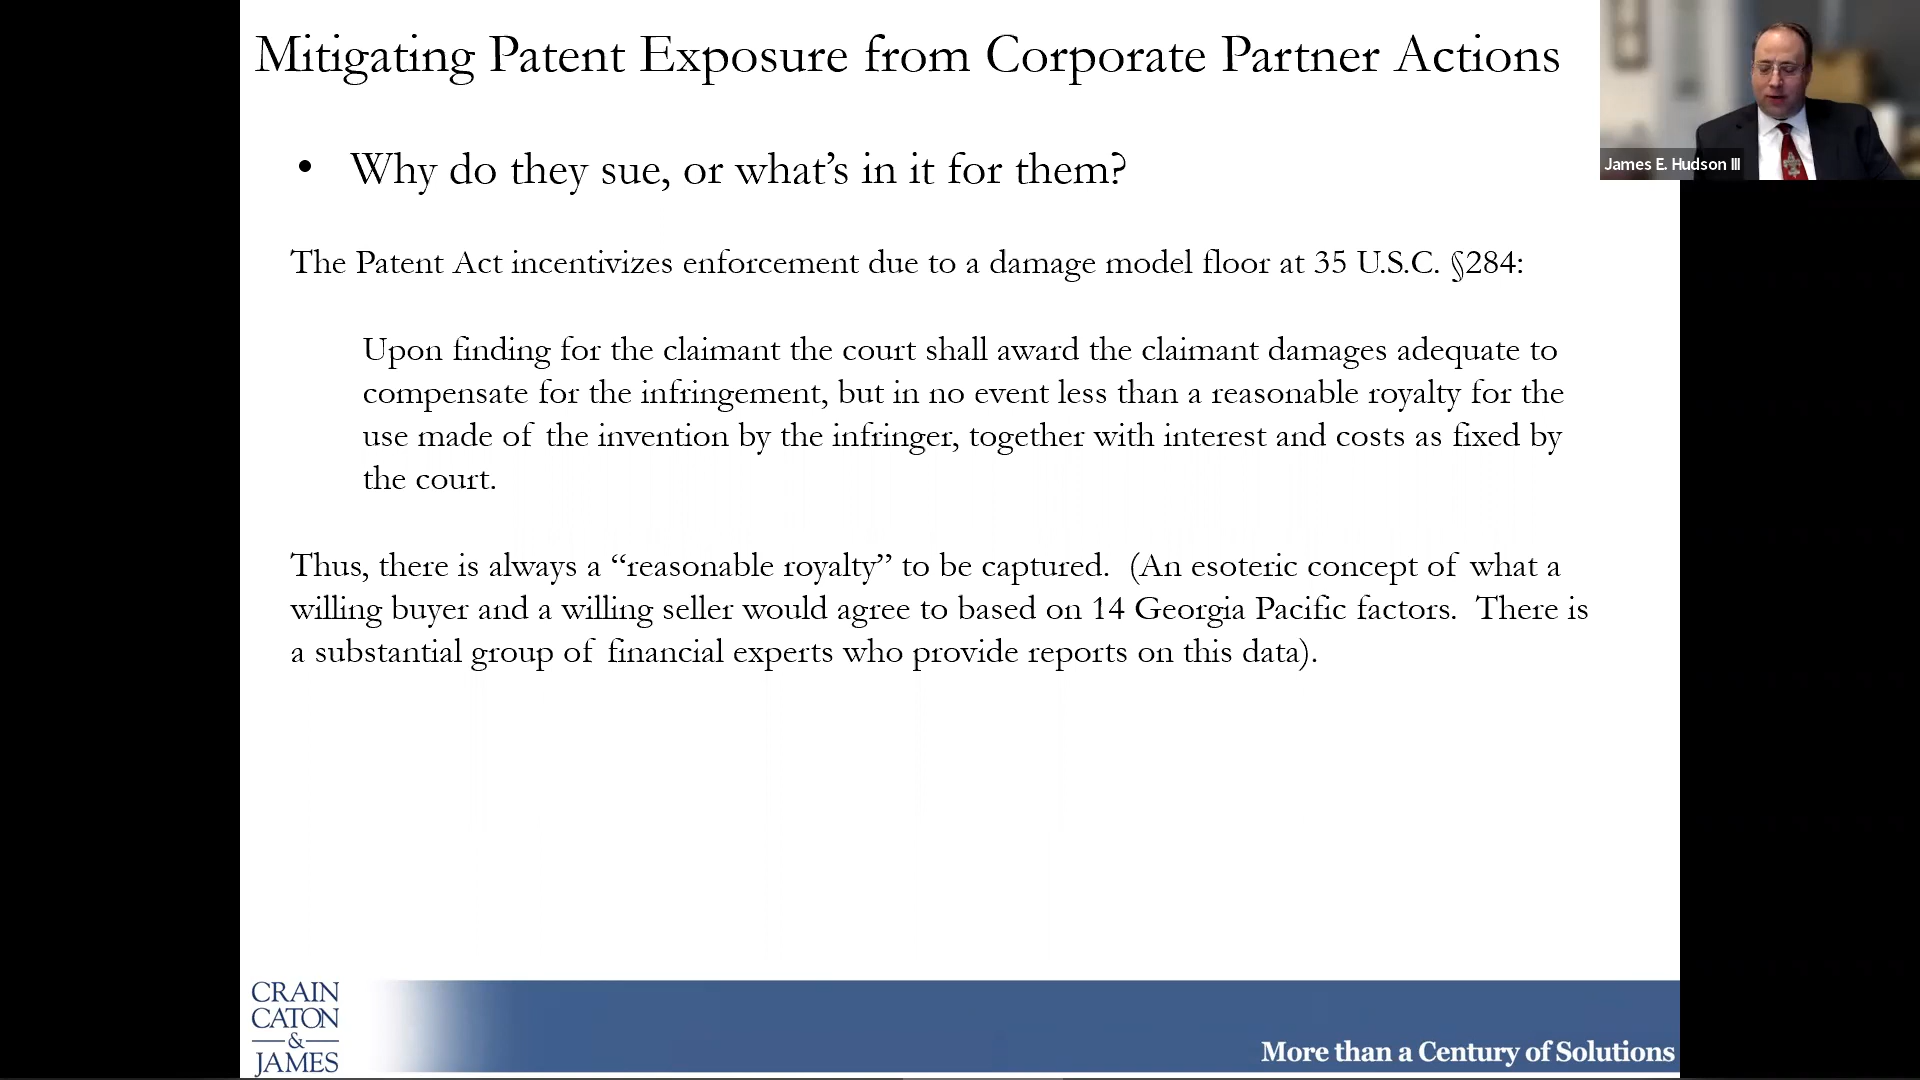 Mitigating Patent Exposure from Corporate Partner Actions
James E. Hudson III
• Why do they sue, or what’s in it for them?
The Patent Act incentivizes enforcement due to a damage model floor at 35 U.S.C. §284:
Upon finding for the claimant the court shall award the claimant damages adequate to
compensate for the infringement, but in no event less than a reasonable royalty for the
use made of the invention by the infringer, together with interest and costs as fixed by
the court.
Thus, there is always a “reasonable royalty” to be captured. (An esoteric concept of what a
willing buyer and a willing seller would agree to based on 14 Georgia Pacific factors. There is
a substantial group of financial experts who provide reports on this data).
CRAIN
CATON
&
JAMES
More than a Century of Solutions